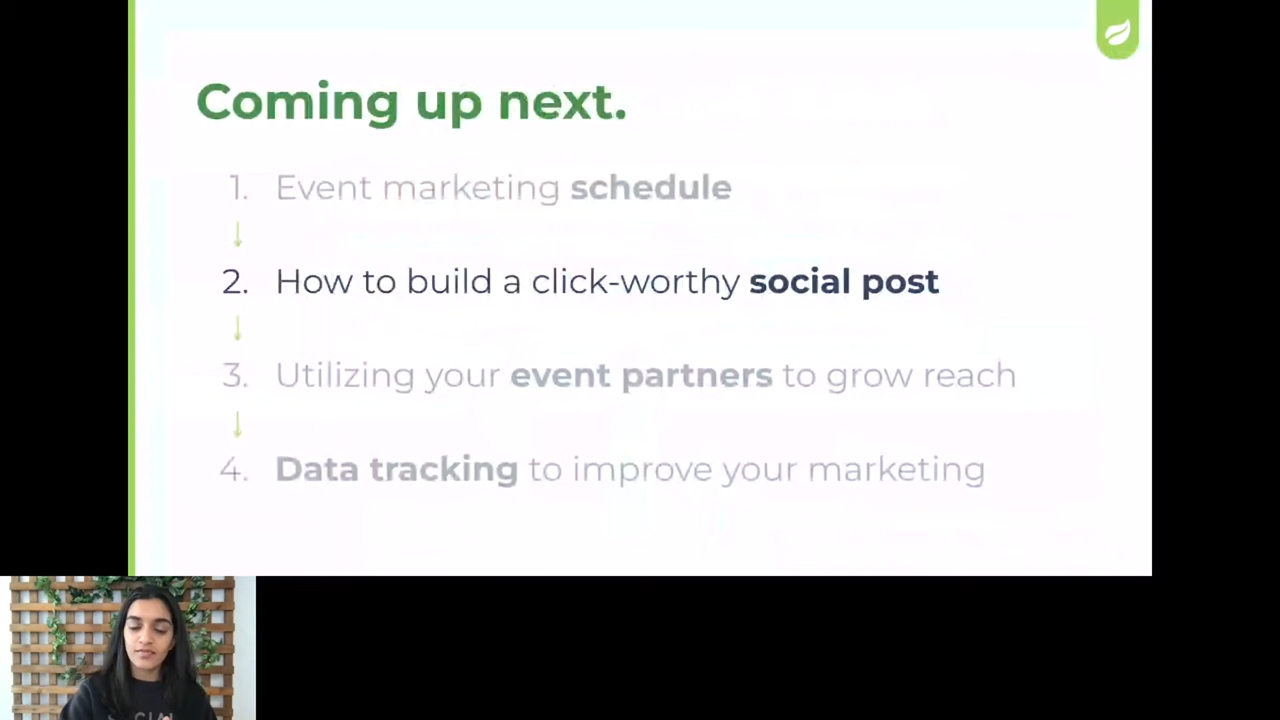 Coming up next.
1. Event marketing schedule
2. How to build a click-worthy social post
3. Utilizing your event partners to grow reach
4. Data tracking to improve your marketing
SOCIAL